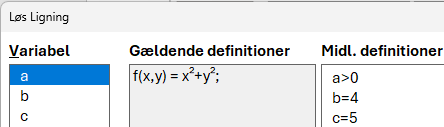 Løs Ligning
Variabel
Gældende definitioner
Midl. definitioner
a
f(x,y) = x²+y²;
a>0
b
b=4
c
c=5